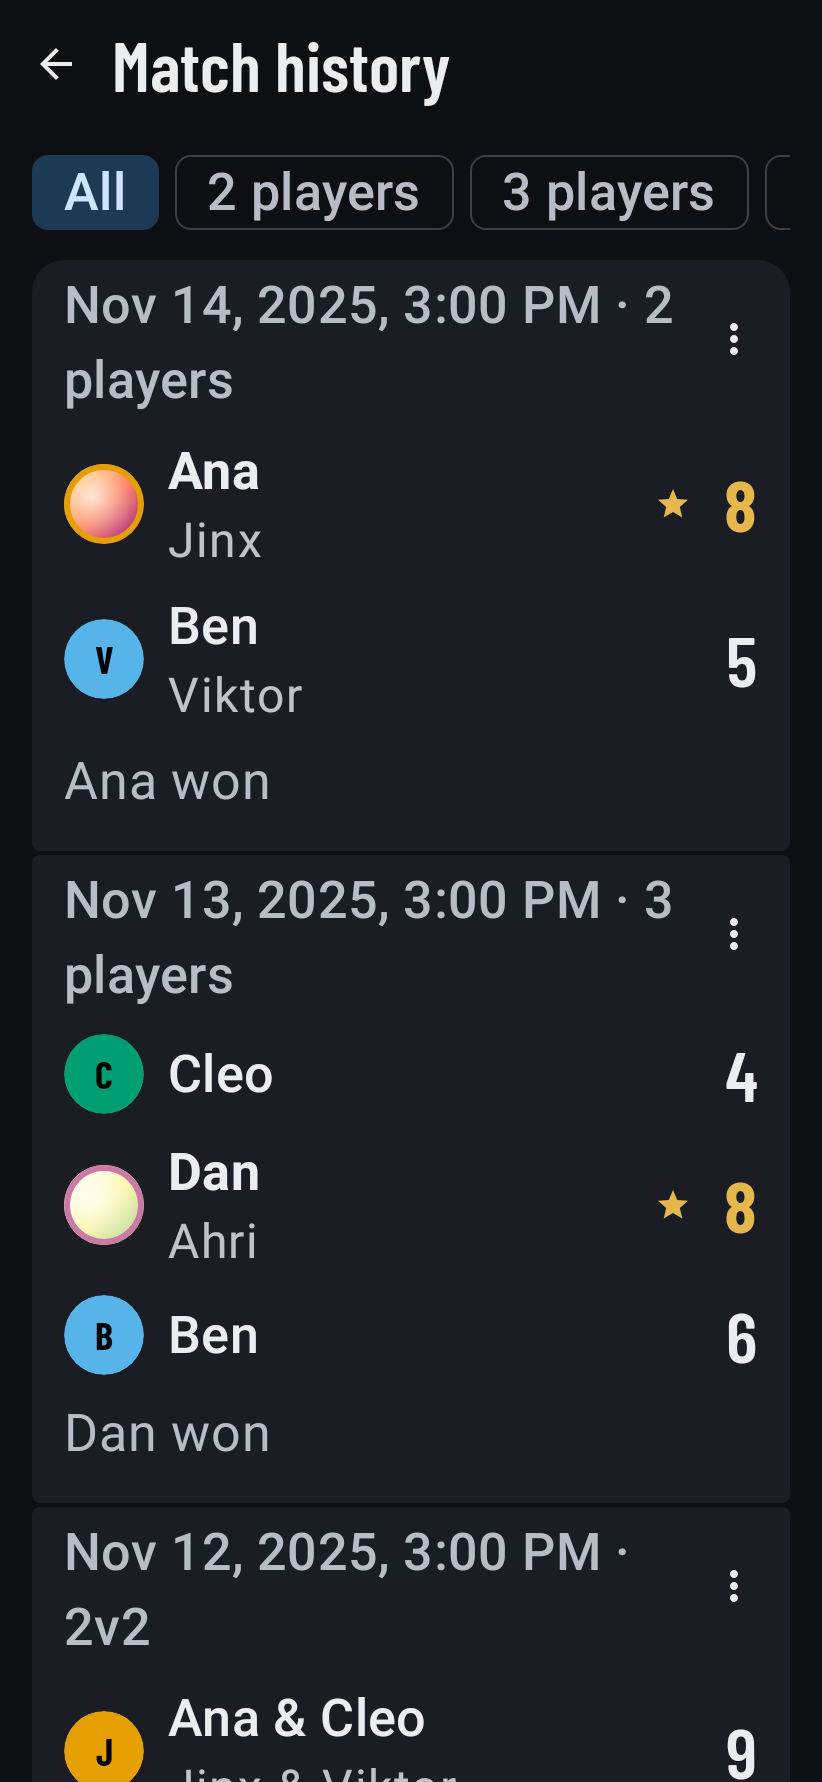 Match history
All
2 players
3 players
Nov 14, 2025, 3:00 PM · 2
players
Ana
Jinx
8
V
Ben
Viktor
5
Ana won
Nov 13, 2025, 3:00 PM · 3
players
C
Cleo
4
Dan
Ahri
8
B
Ben
6
Dan won
Nov 12, 2025, 3:00 PM ·
2v2
J
Ana & Cleo
Jinx & Viktor
9